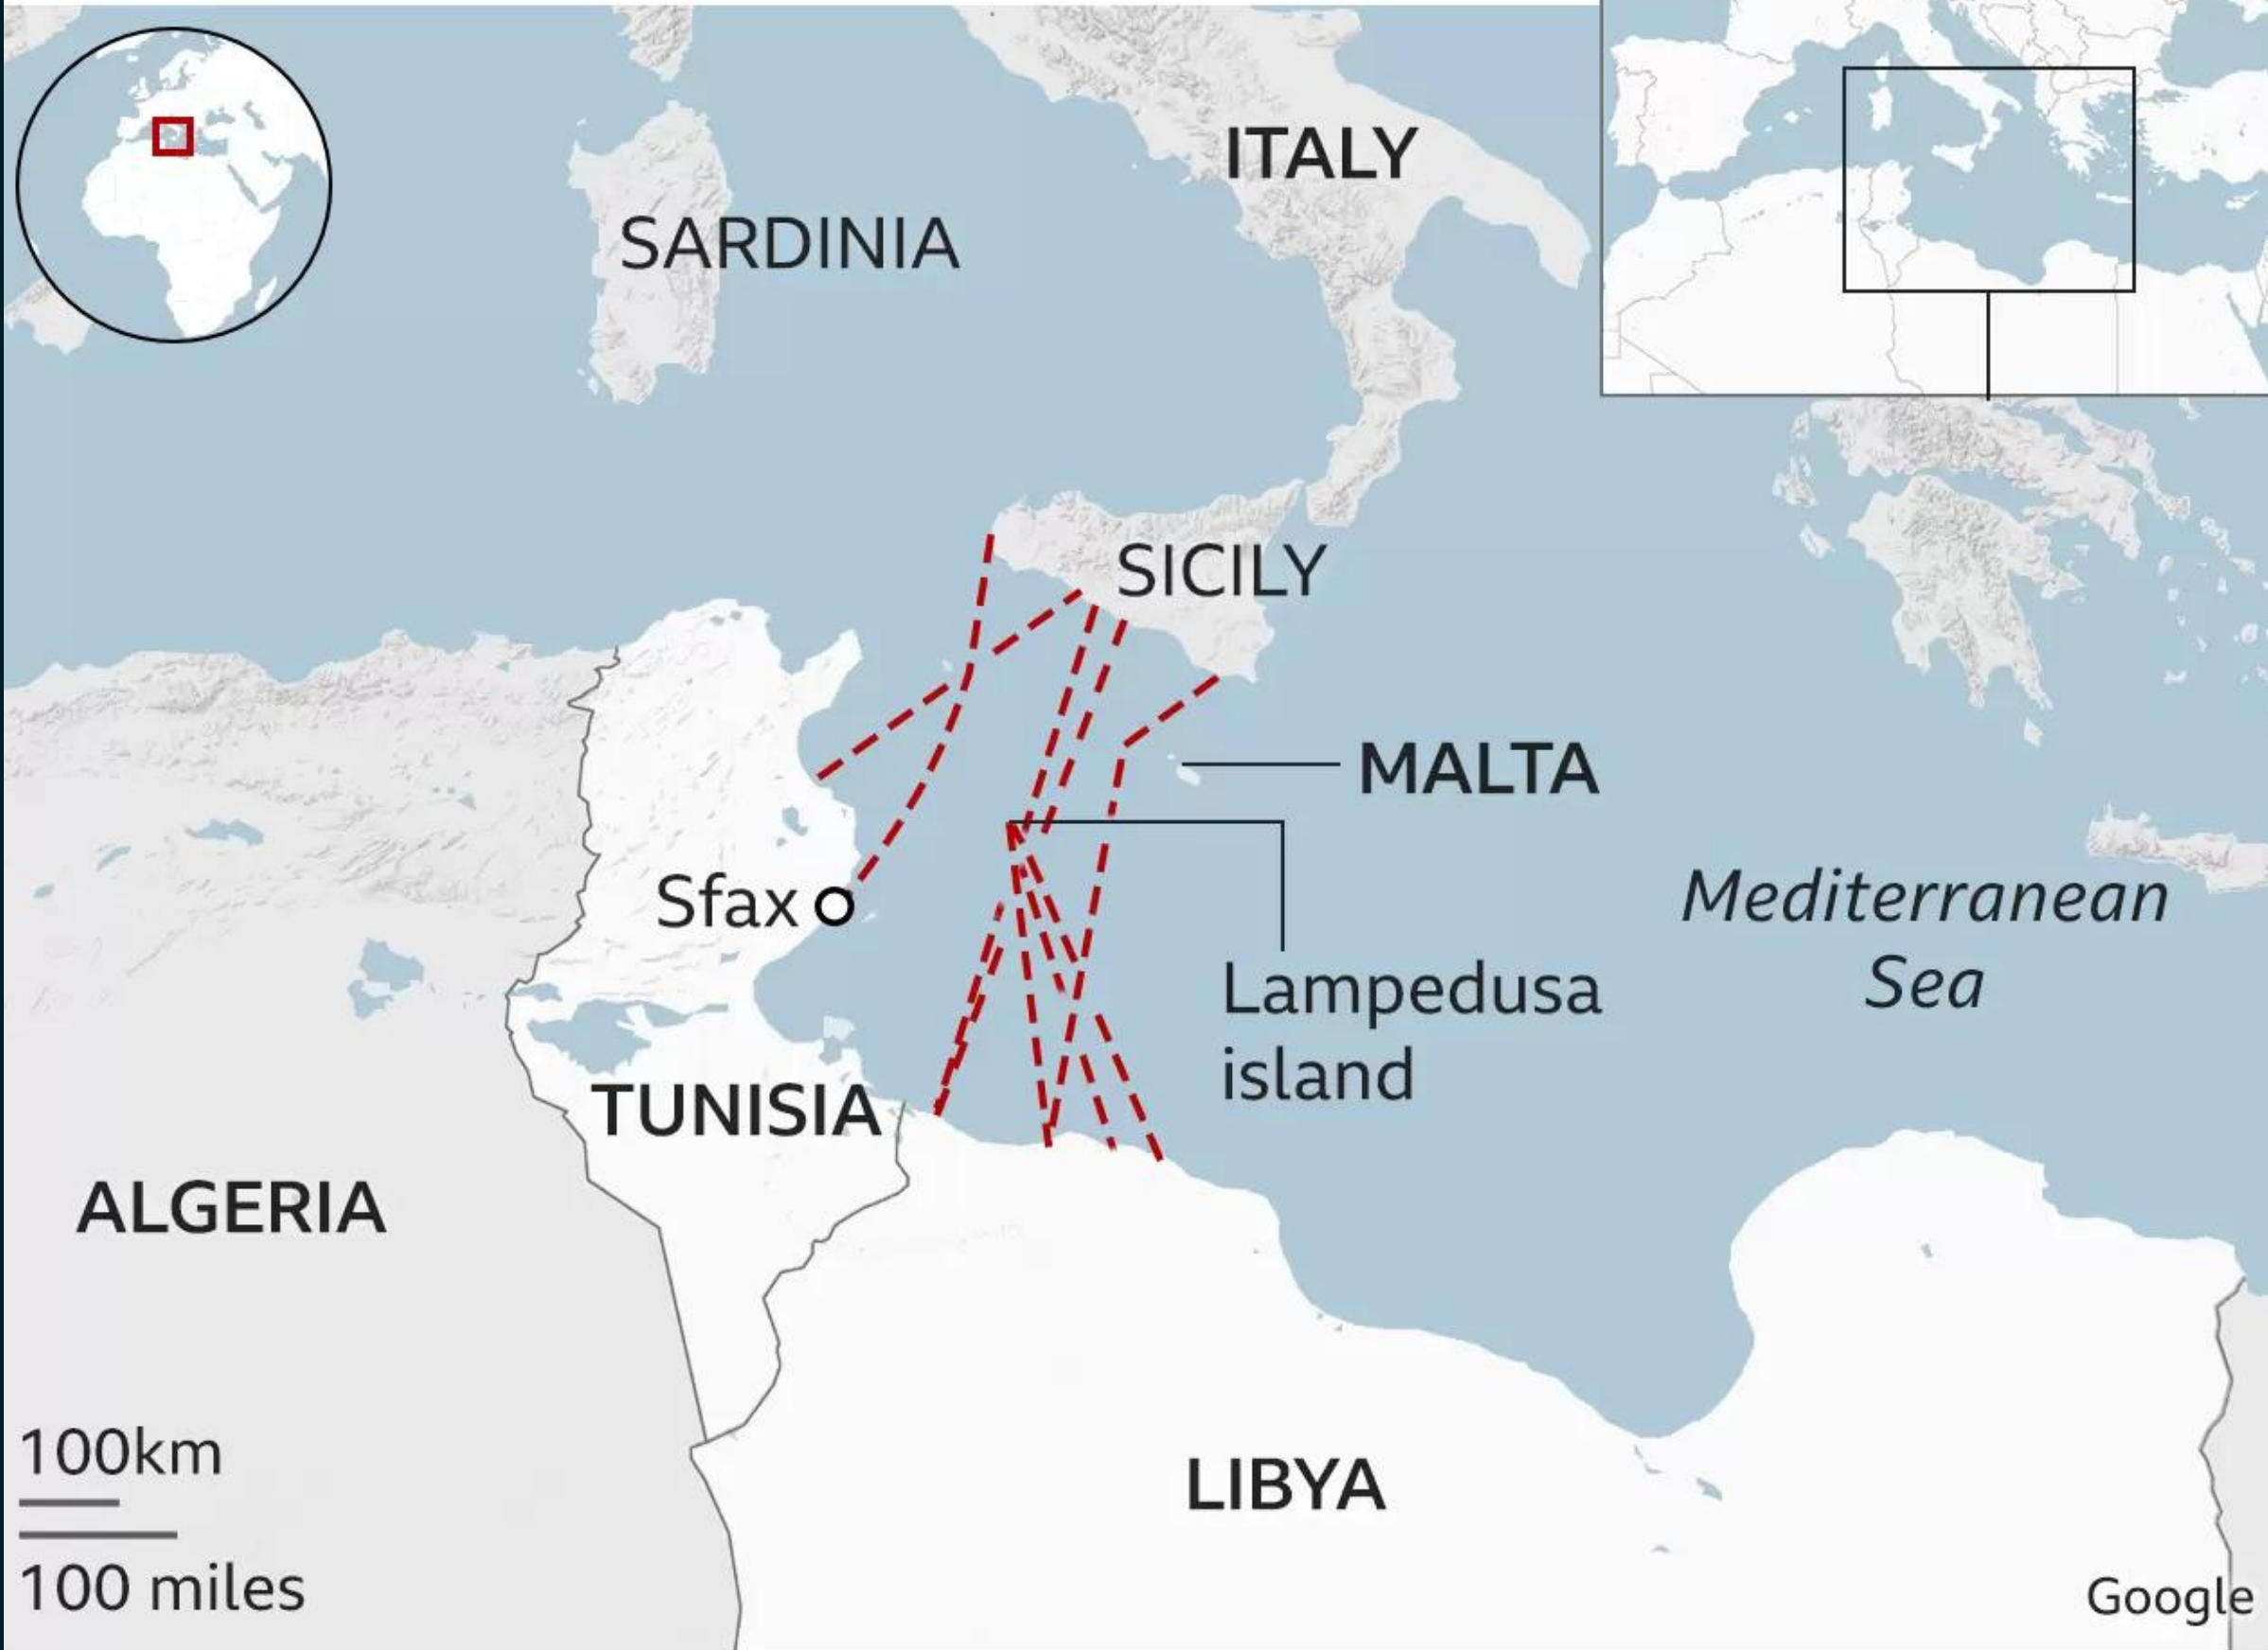 ITALY
SARDINIA
SICILY
MALTA
Mediterranean
Sea
Sfax
Lampedusa
island
TUNISIA
ALGERIA
LIBYA
100km
100 miles
Google